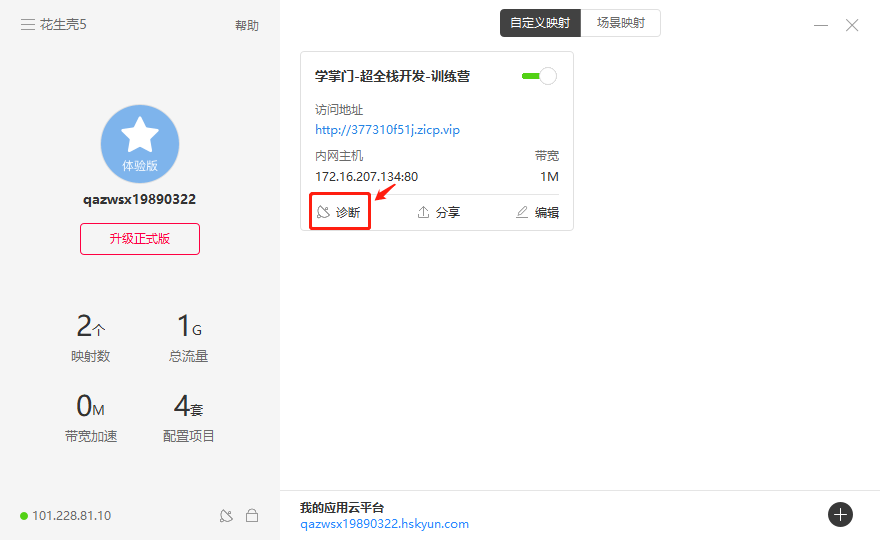 花生壳5
帮助
体验版
qazwsx19890322
升级正式版
2个
映射数
1G
总流量
0M
带宽加速
4套
配置项目
101.228.81.10
自定义映射
场景映射
学掌门-超全栈开发-训练营
访问地址
http://377310f51j.zicp.vip
内网主机
带宽
172.16.207.134:80
1M
诊断
分享
编辑
我的应用云平台
qazwsx19890322.hskyun.com